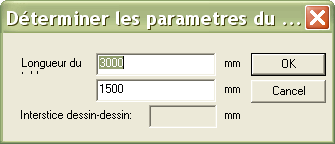 Déterminer les parametres du ...
Longueur du 3000 mm OK
1500 mm Cancel
Interstice dessin-dessin: mm